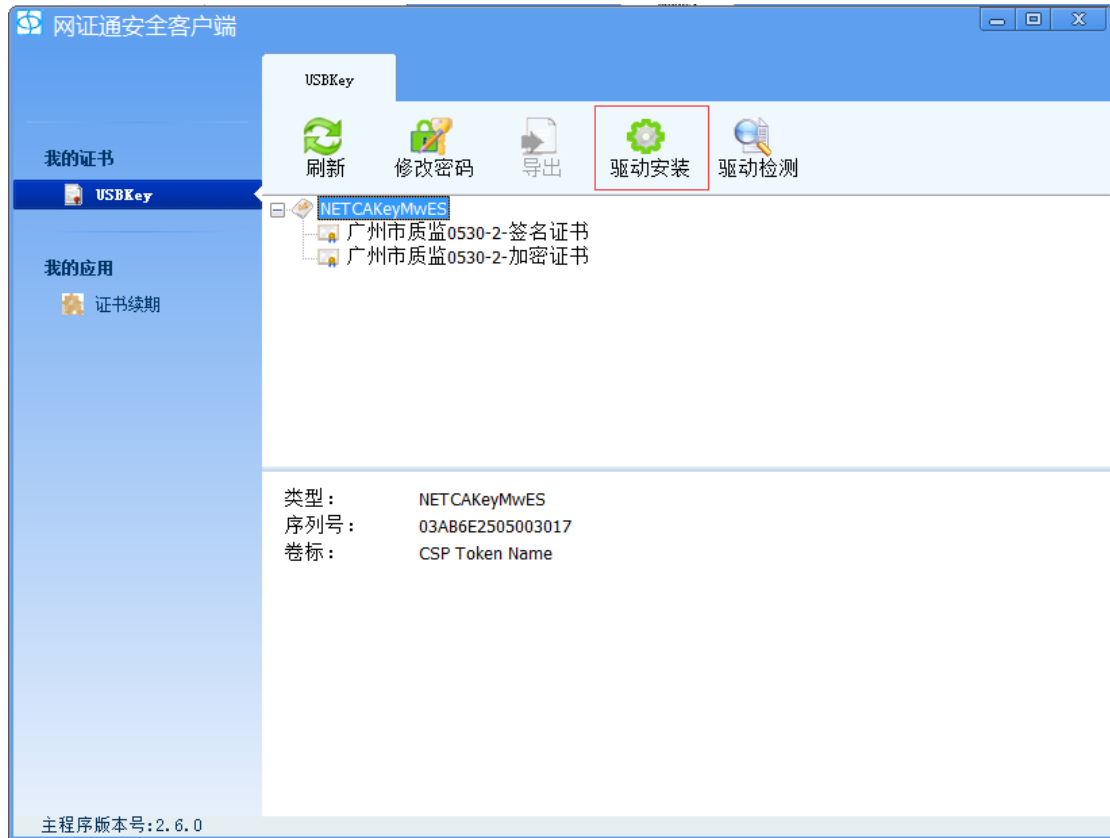 网证通安全客户端
USBKey
刷新 修改密码 导出 驱动安装 驱动检测
我的证书
USBKey
我的应用
证书续期
NETCAKeyMwES
广州市质监0530-2-签名证书
广州市质监0530-2-加密证书
类型： NETCAKeyMwES
序列号： 03AB6E2505003017
卷标： CSP Token Name
主程序版本号:2.6.0